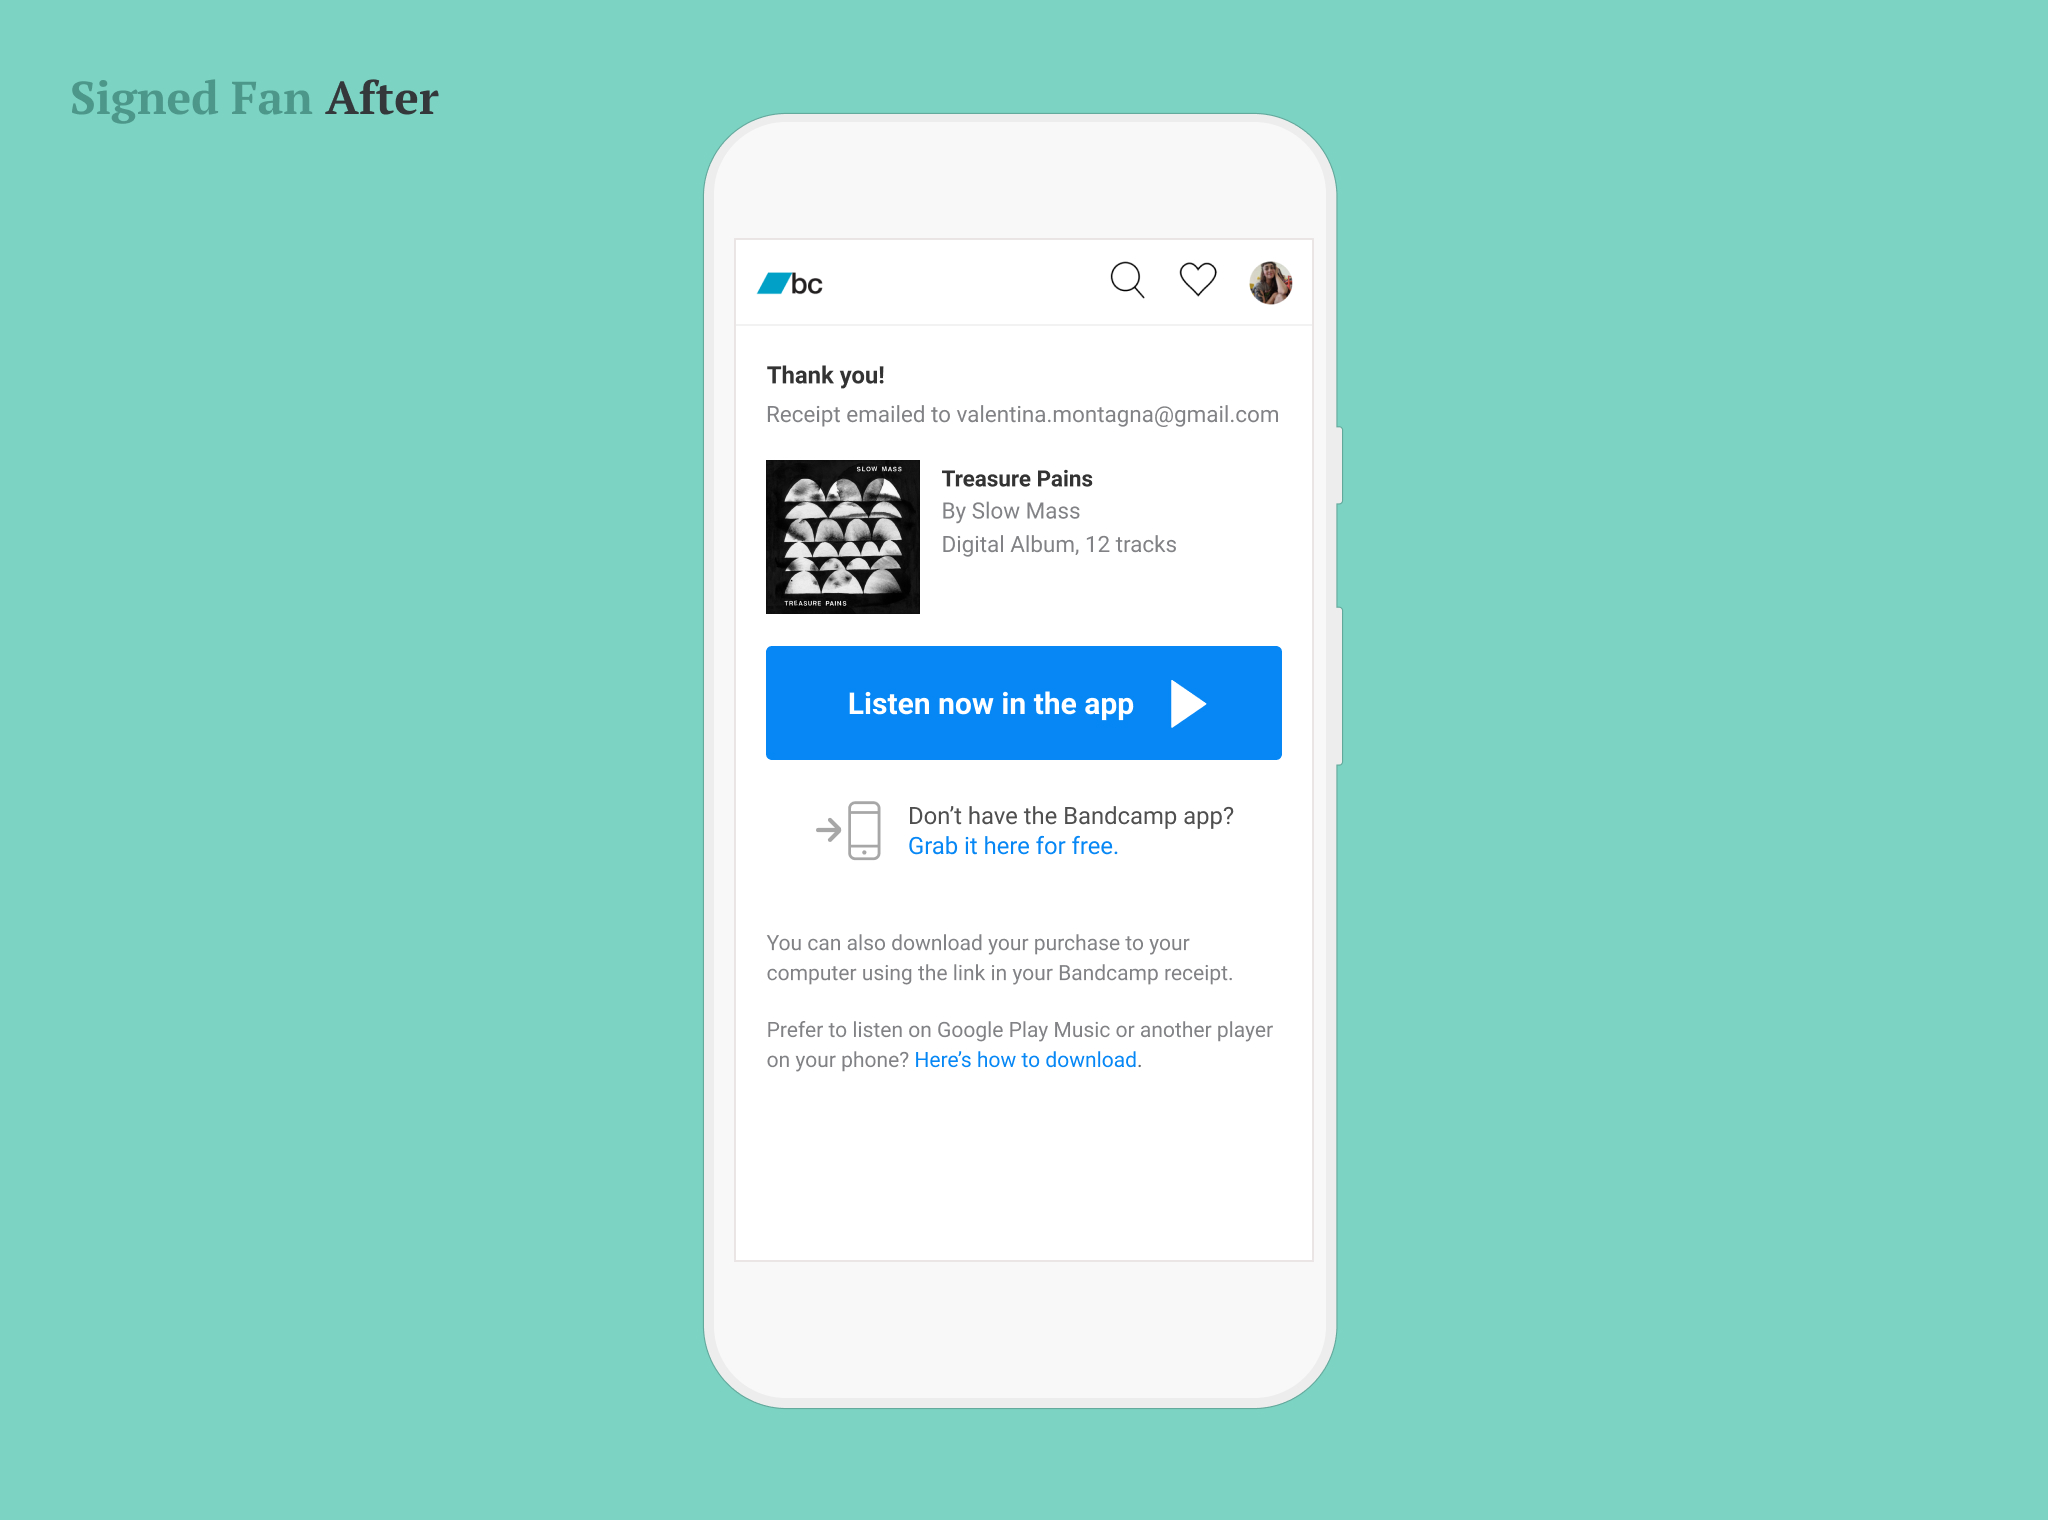 Signed Fan After
bc
Thank you!
Receipt emailed to valentina.montagna@gmail.com
SLOW MASS
TREASURE PAINS
Treasure Pains
By Slow Mass
Digital Album, 12 tracks
Listen now in the app
Don’t have the Bandcamp app?
Grab it here for free.
You can also download your purchase to your
computer using the link in your Bandcamp receipt.
Prefer to listen on Google Play Music or another player
on your phone? Here’s how to download.